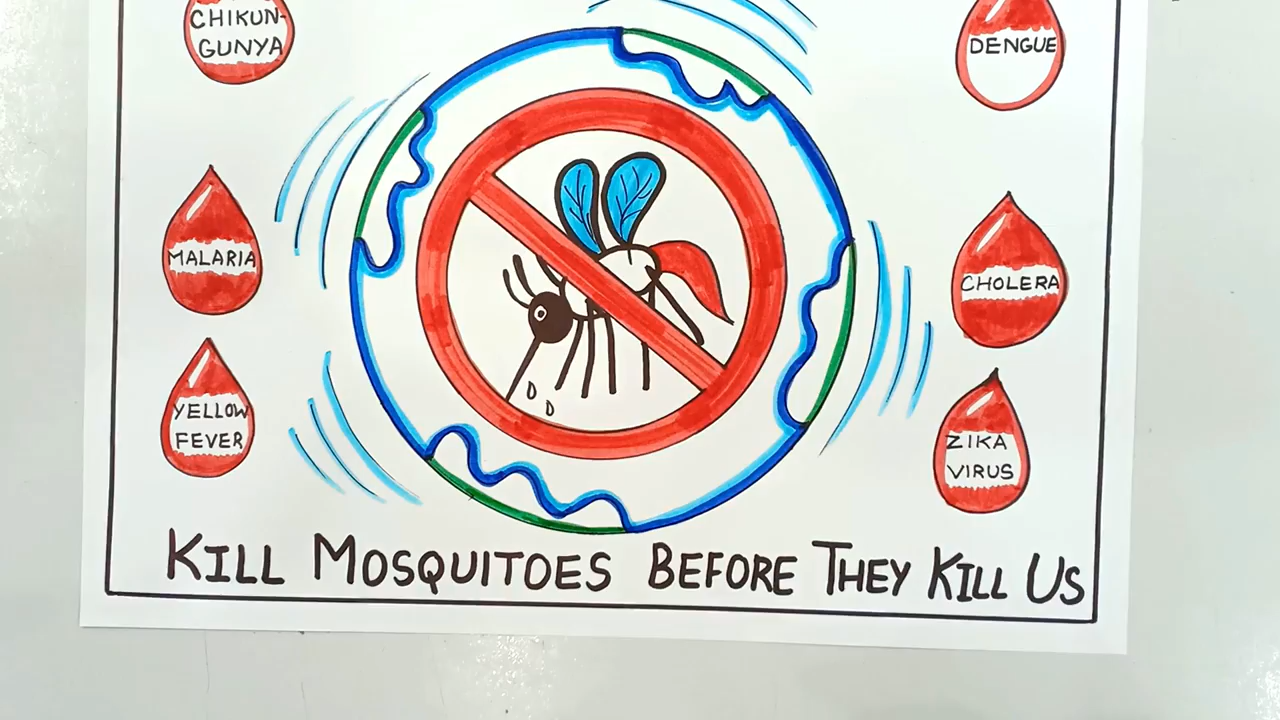 CHIKUN-
GUNYA
DENGUE
MALARIA
CHOLERA
YELLOW
FEVER
ZIKA
VIRUS
KILL MOSQUITOES BEFORE THEY KILL US